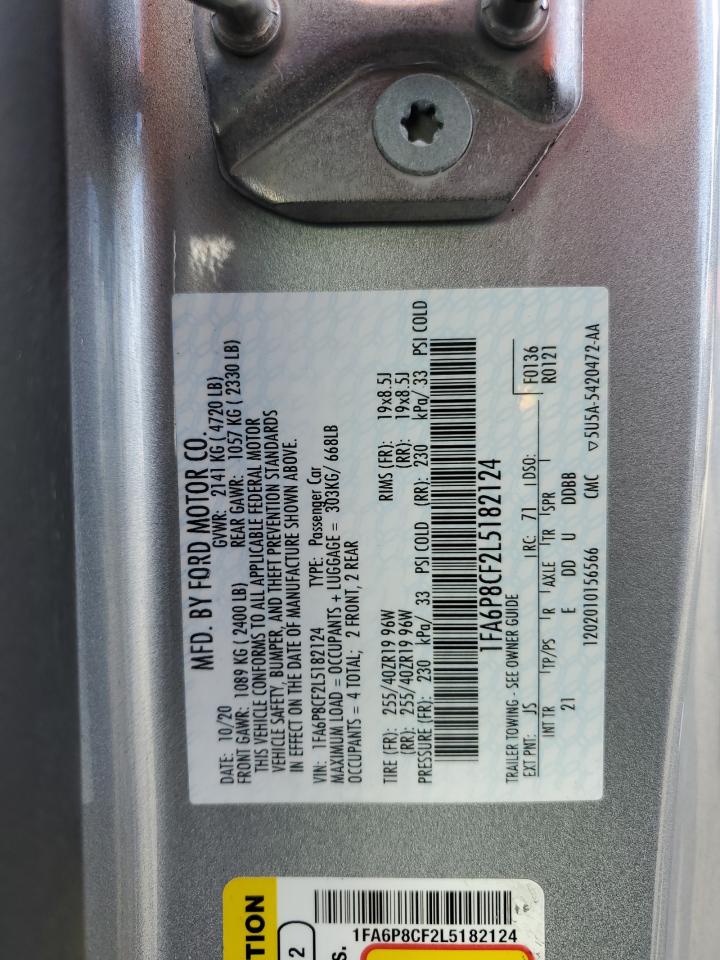 MFD. BY FORD MOTOR CO.
DATE: 10/20 GVWR: 2141 KG ( 4720 LB)
FRONT GAWR: 1089 KG ( 2400 LB) REAR GAWR: 1057 KG ( 2330 LB)
THIS VEHICLE CONFORMS TO ALL APPLICABLE FEDERAL MOTOR
VEHICLE SAFETY, BUMPER, AND THEFT PREVENTION STANDARDS
IN EFFECT ON THE DATE OF MANUFACTURE SHOWN ABOVE.
VIN: 1FA6P8CF2L5182124 TYPE: Passenger Car
MAXIMUM LOAD = OCCUPANTS + LUGGAGE = 303KG/ 668LB
OCCUPANTS = 4 TOTAL; 2 FRONT, 2 REAR
TIRE (FR): 255/40ZR19 96W RIMS (FR): 19x8.5J
(RR): 255/40ZR19 96W (RR): 19x8.5J
PRESSURE (FR): 230 kPa/ 33 PSI COLD (RR): 230 kPa/ 33 PSI COLD
1FA6P8CF2L5182124
TRAILER TOWING - SEE OWNER GUIDE
EXT PNT: JS RC: 71 DSO: F0136
R0121
INT TR TP/PS R AXLE TR SPR
21 E DD U DDBB
1202010156566 CMC ▽5U5A-5420472-AA
TION
2
S.
1FA6P8CF2L5182124